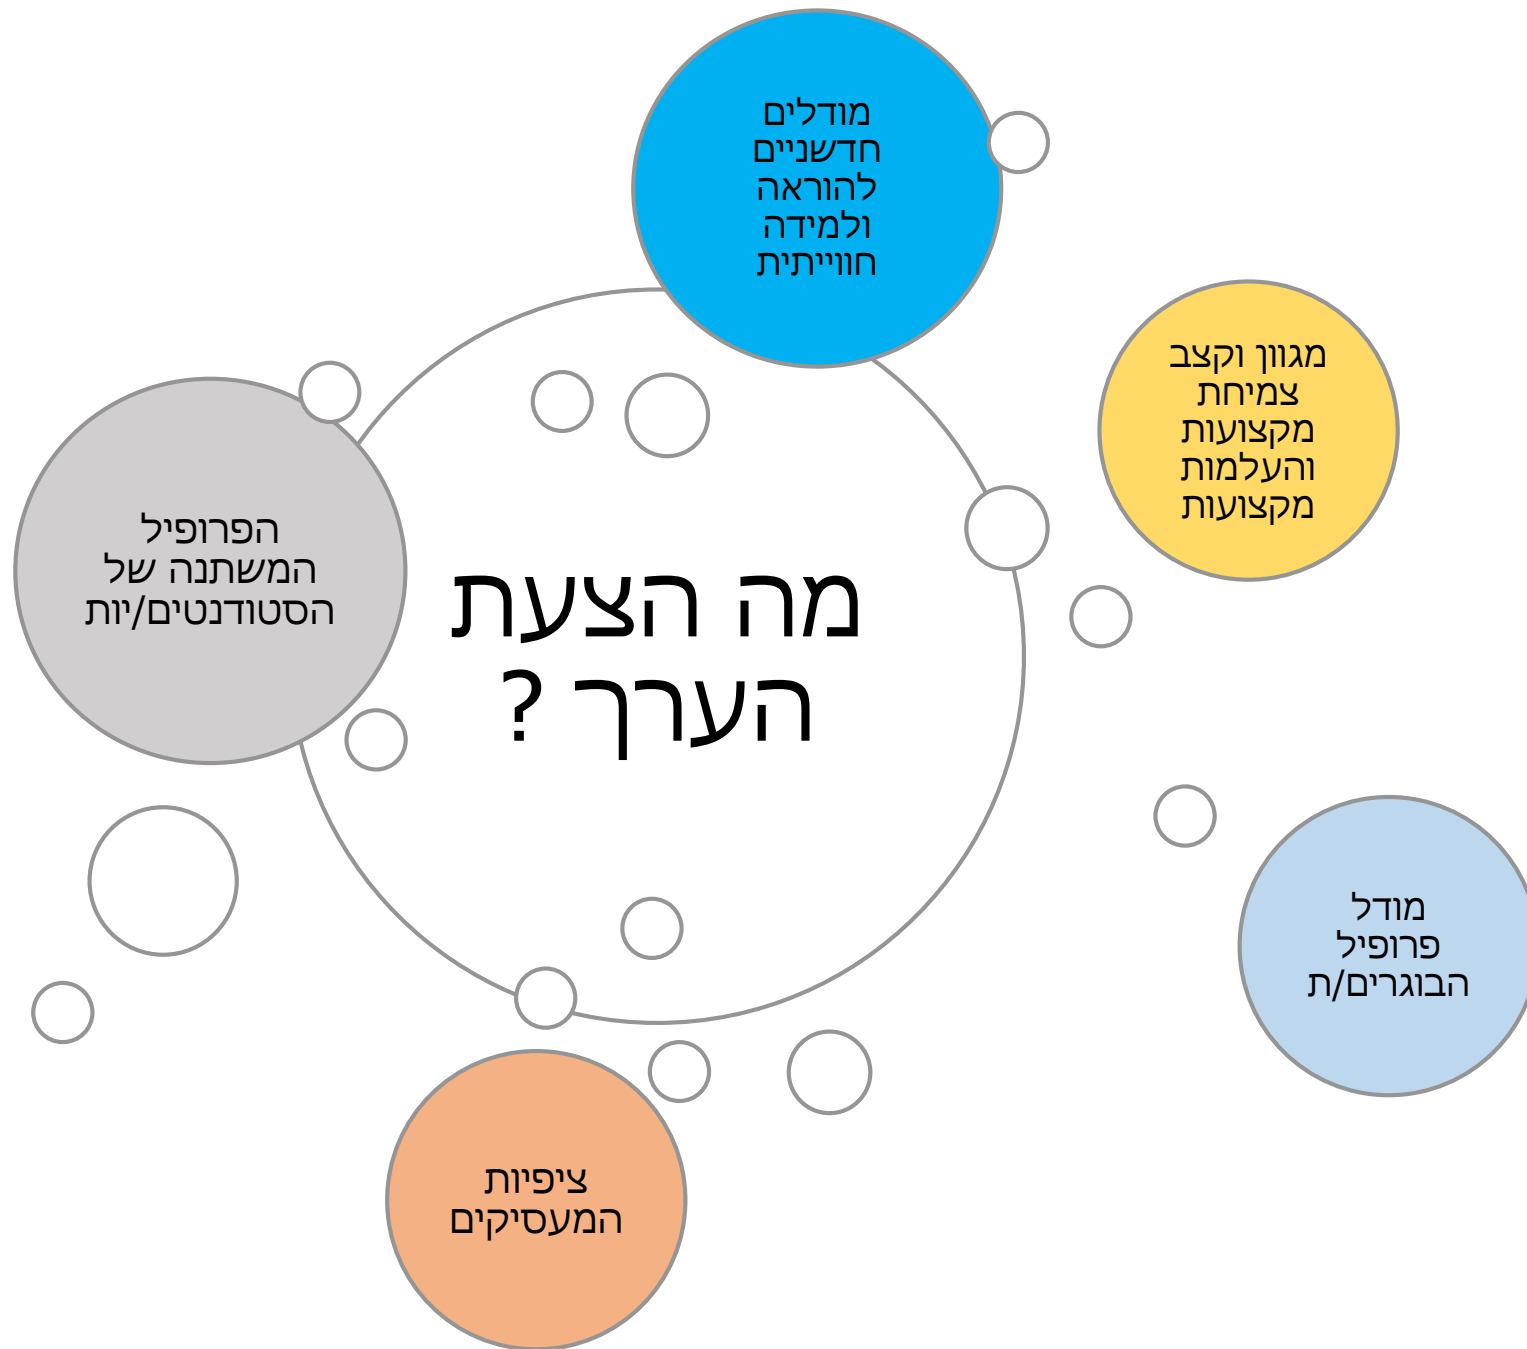 מודלים
חדשניים
להוראה
ולמידה
חווייתית
מגוון וקצב
צמיחת
מקצועות
והעלמות
מקצועות
הפרופיל
המשתנה של
הסטודנטים/יות
מה הצעת
הערך ?
מודל
פרופיל
הבוגרים/ת
ציפיות
המעסיקים